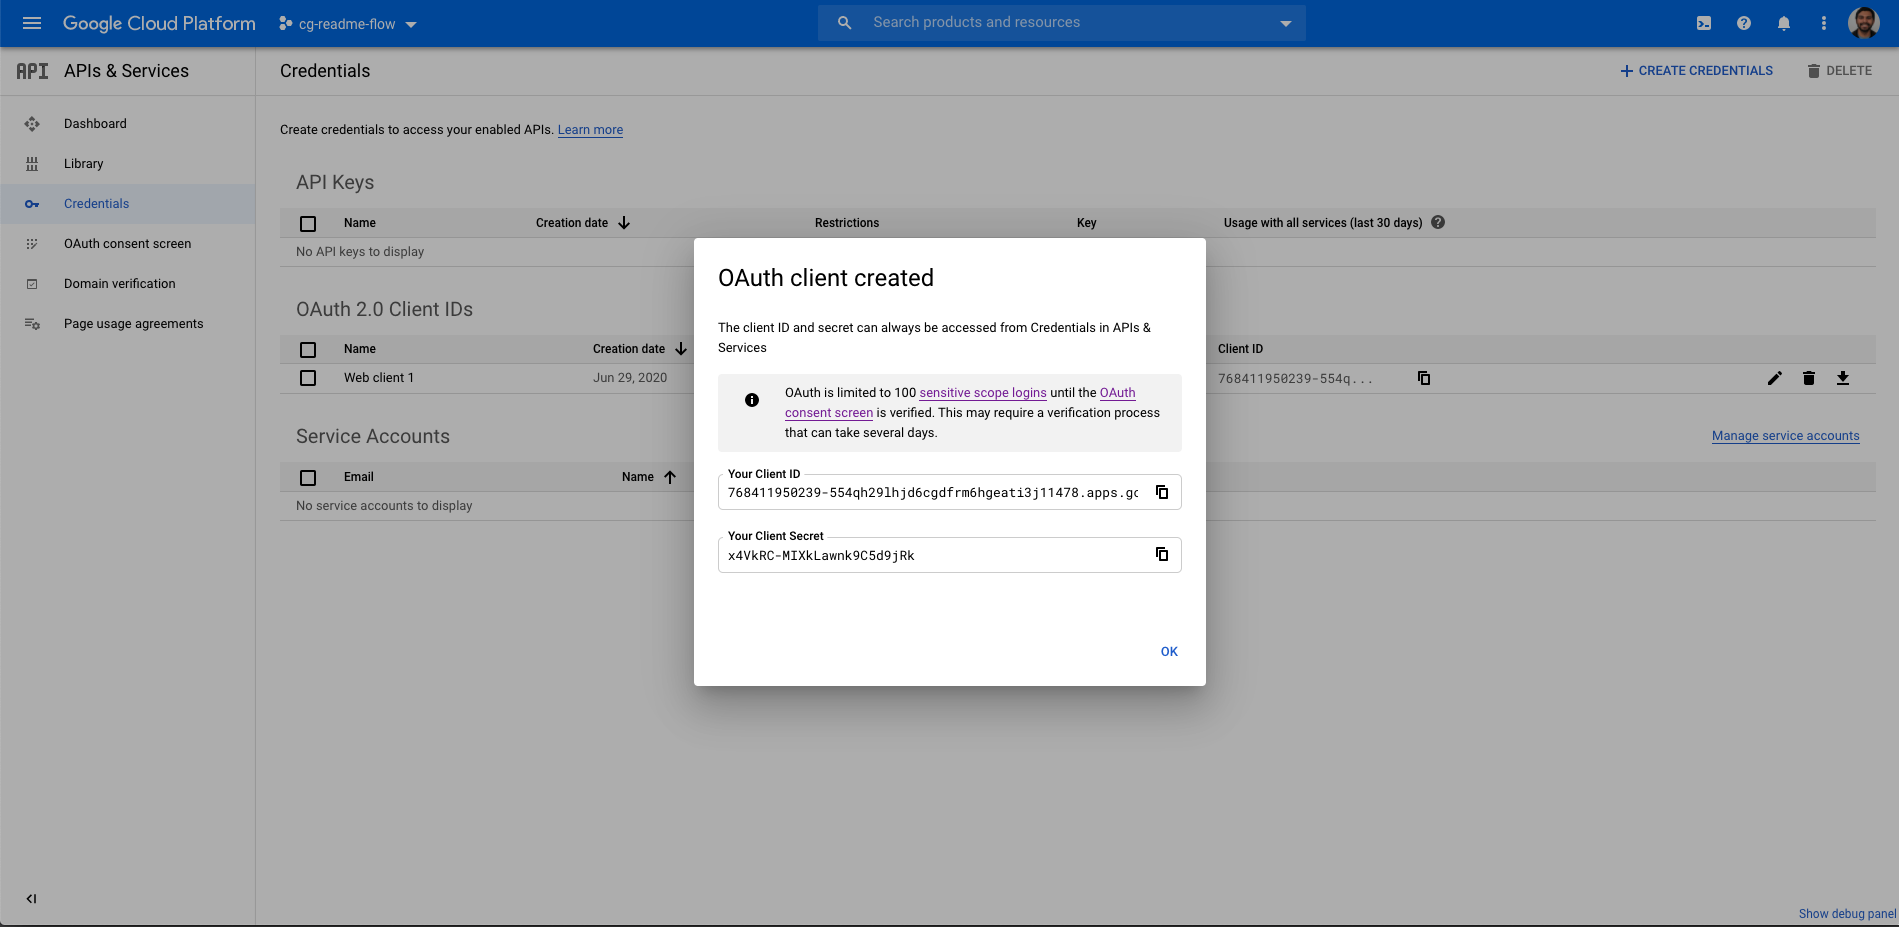 Google Cloud Platform
cg-readme-flow
Search products and resources
API APIs & Services
Credentials
CREATE CREDENTIALS
DELETE
Dashboard
Library
Credentials
OAuth consent screen
Domain verification
Page usage agreements
Create credentials to access your enabled APIs. Learn more
API Keys
Name Creation date Restrictions Key Usage with all services (last 30 days)
No API keys to display
OAuth 2.0 Client IDs
Name Creation date Client ID
Web client 1 Jun 29, 2020 768411950239-554q...
Service Accounts
Manage service accounts
Email Name
No service accounts to display
OAuth client created
The client ID and secret can always be accessed from Credentials in APIs &
Services
OAuth is limited to 100 sensitive scope logins until the OAuth
consent screen is verified. This may require a verification process
that can take several days.
Your Client ID
768411950239-554qh29lhjd6cgdfrm6hgeati3j11478.apps.gc
Your Client Secret
x4VkRC-MIXkLawnk9C5d9jRk
OK
Show debug panel